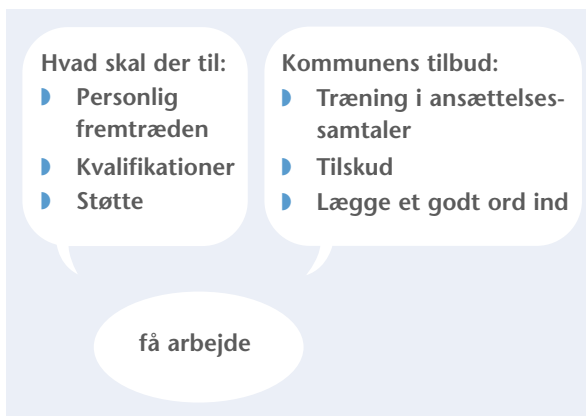 Hvad skal der til:
Personlig
fremtræden
Kvalifikationer
Støtte
Kommunens tilbud:
Træning i ansættelses-
samtaler
Tilskud
Lægge et godt ord ind
få arbejde